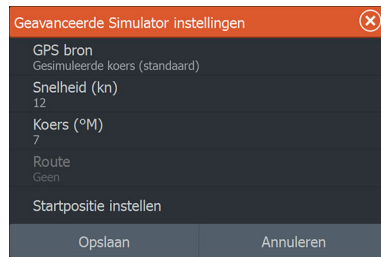 Geavanceerde Simulator instellingen
GPS bron
Gesimuleerde koers (standaard)
Snelheid (kn)
12
Koers (°M)
7
Route
Geen
Startpositie instellen
Opslaan
Annuleren